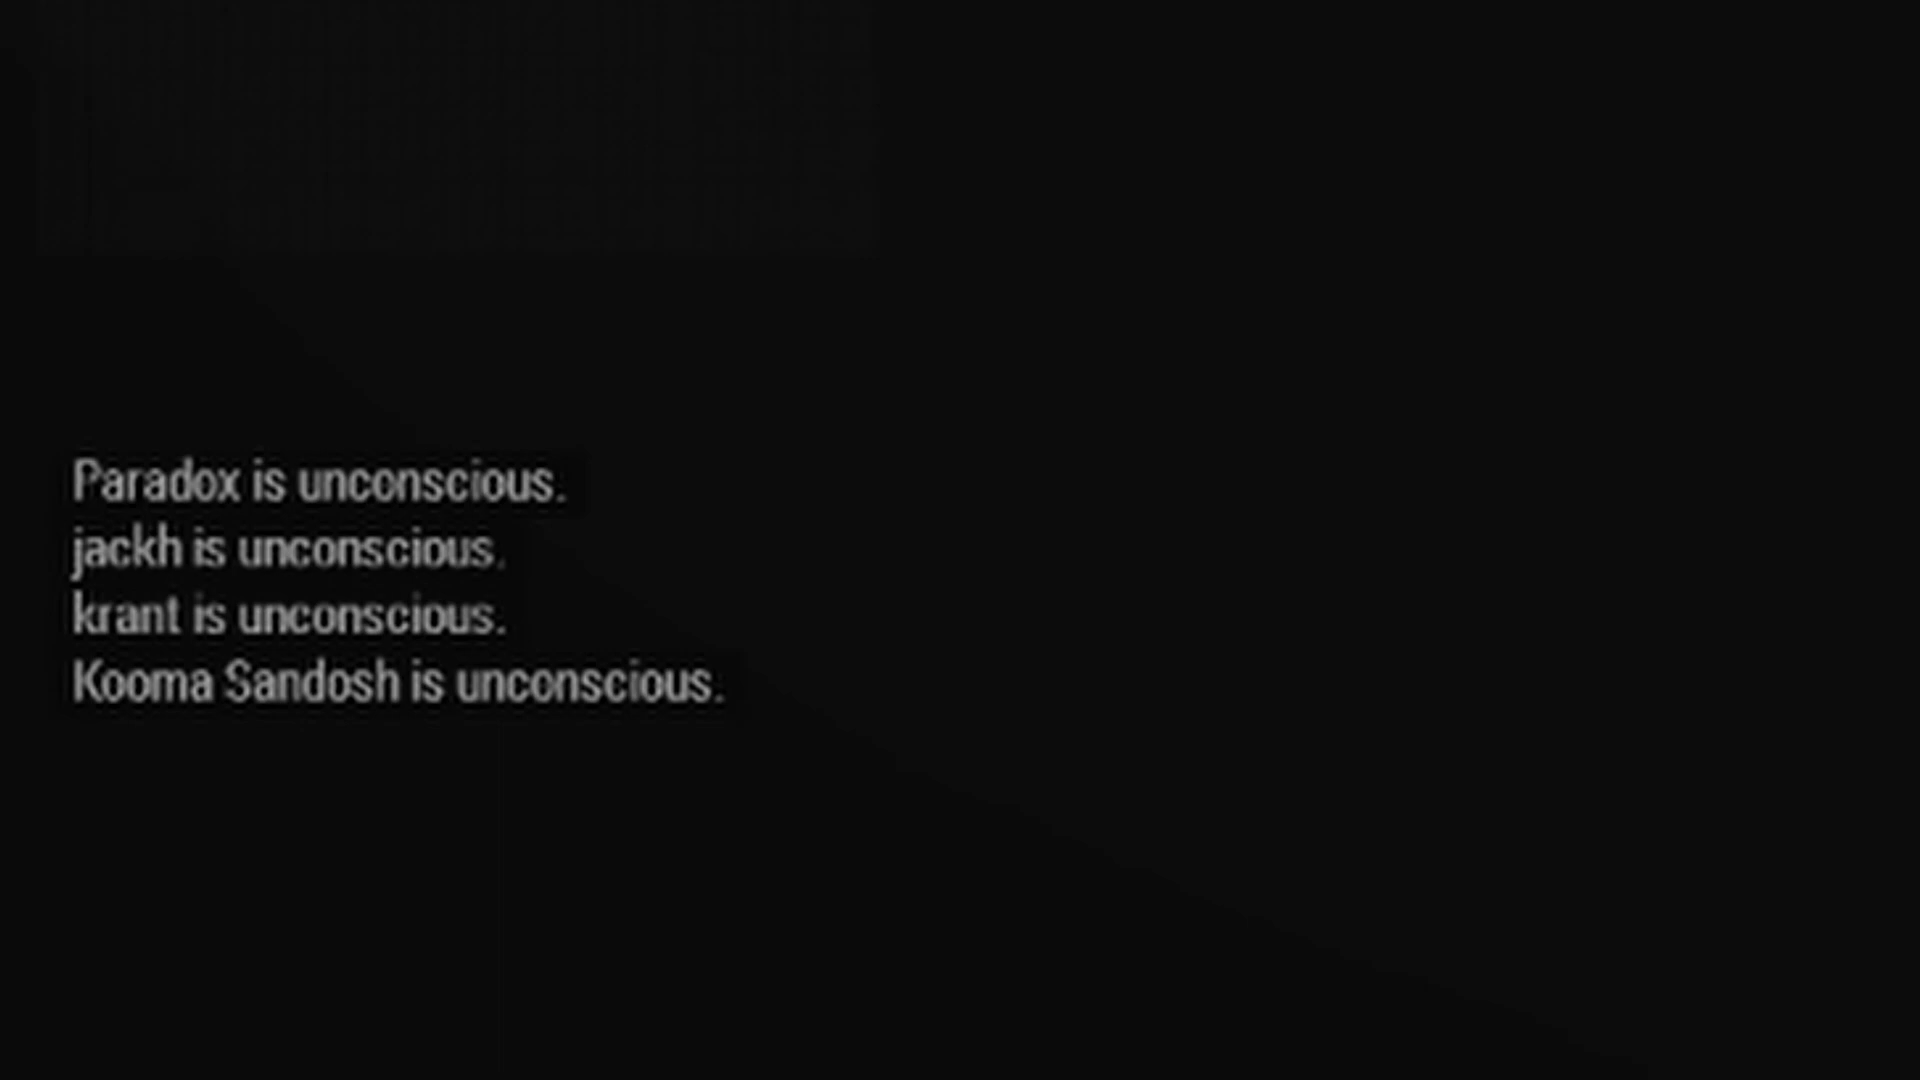 Paradox is unconscious.
jackh is unconscious.
krant is unconscious.
Kooma Sandosh is unconscious.